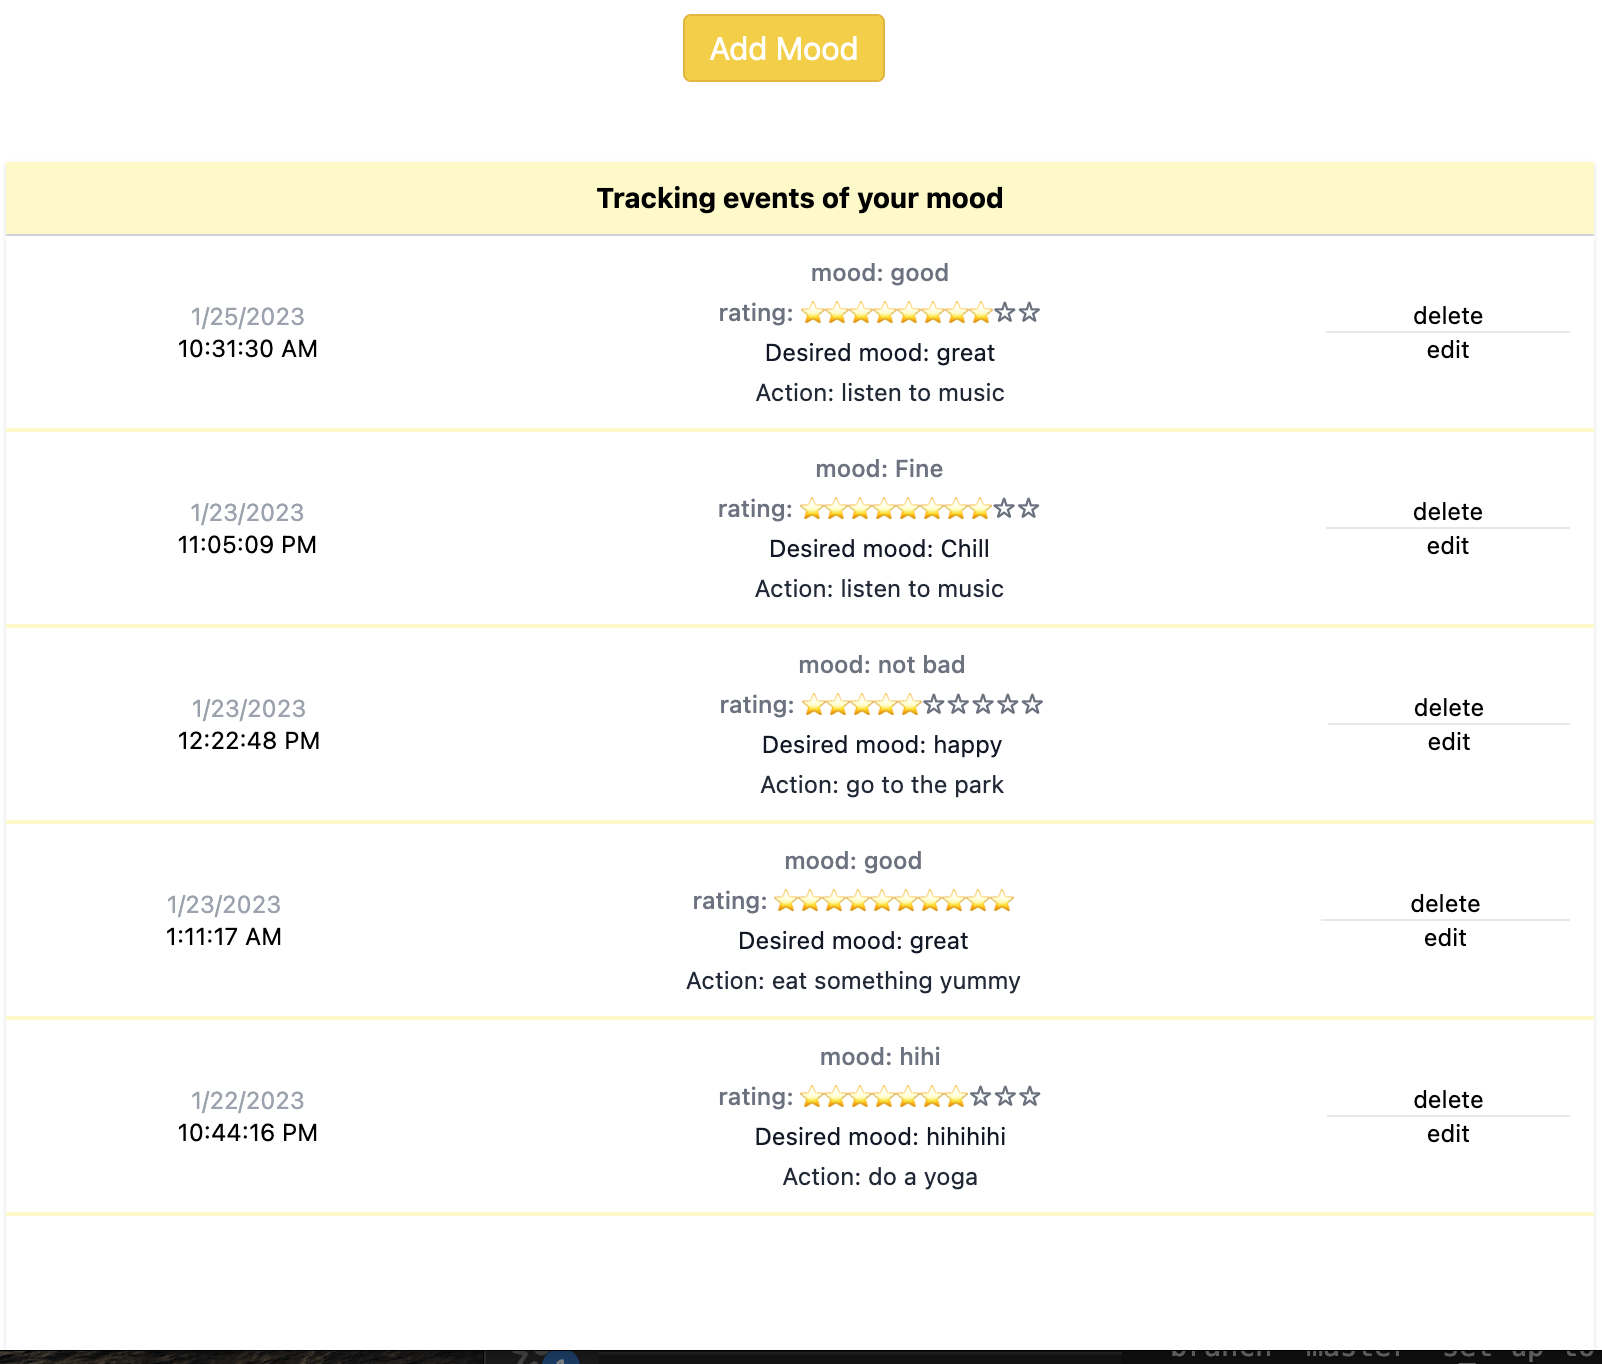 Add Mood
Tracking events of your mood
1/25/2023
10:31:30 AM
mood: good
rating: ⭐⭐⭐⭐⭐⭐⭐⭐☆☆
Desired mood: great
Action: listen to music
delete
edit
1/23/2023
11:05:09 PM
mood: Fine
rating: ⭐⭐⭐⭐⭐⭐⭐⭐☆☆
Desired mood: Chill
Action: listen to music
delete
edit
1/23/2023
12:22:48 PM
mood: not bad
rating: ⭐⭐⭐⭐⭐☆☆☆☆☆
Desired mood: happy
Action: go to the park
delete
edit
1/23/2023
1:11:17 AM
mood: good
rating: ⭐⭐⭐⭐⭐⭐⭐⭐⭐⭐
Desired mood: great
Action: eat something yummy
delete
edit
1/22/2023
10:44:16 PM
mood: hihi
rating: ⭐⭐⭐⭐⭐⭐⭐☆☆☆
Desired mood: hihihihi
Action: do a yoga
delete
edit